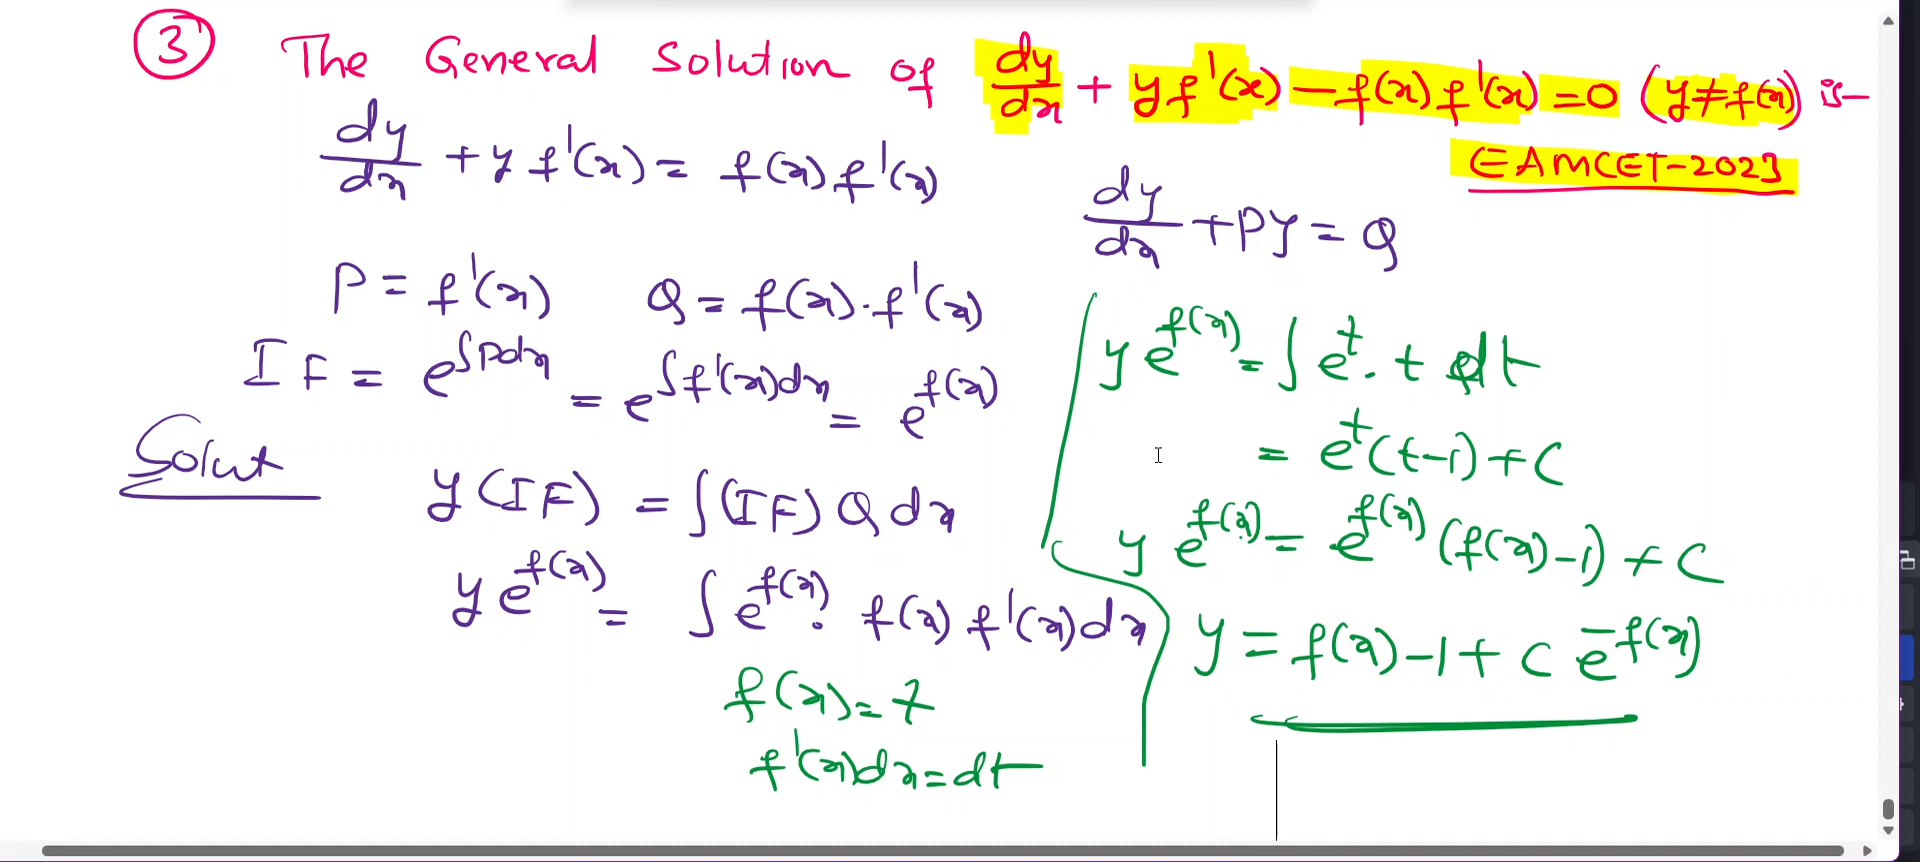 3 The General Solution of dy/dx + y f'(x) - f(x) f'(x) = 0 (y ≠ f(x)) is-
EAMCET-2023
dy/dx + y f'(x) = f(x) f'(x)
dy/dx + Py = Q
P = f'(x) Q = f(x) · f'(x)
IF = e^∫Pdx = e^∫f'(x)dx = e^f(x)
Solut
y (IF) = ∫(IF) Q dx
y e^f(x) = ∫ e^f(x) · f(x) f'(x) dx
f(x) = t
f'(x) dx = dt
y e^f(x) = ∫ e^t · t dt
= e^t (t-1) + C
y e^f(x) = e^f(x) (f(x)-1) + C
y = f(x) - 1 + C e^-f(x)